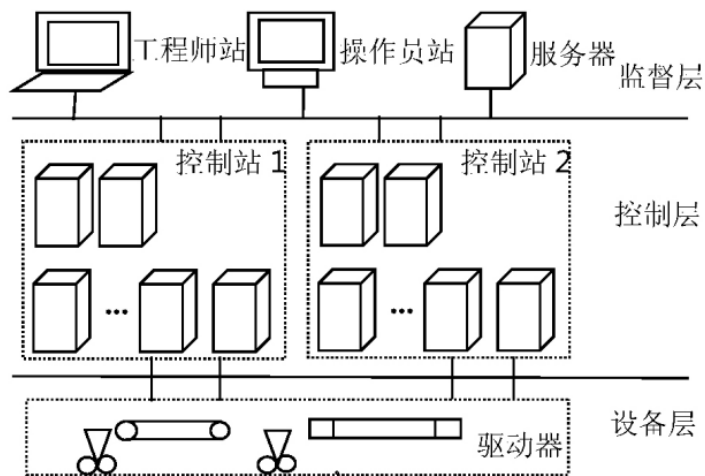 工程师站
操作员站
服务器
监督层
控制站 1
控制站 2
控制层
...
...
设备层
驱动器